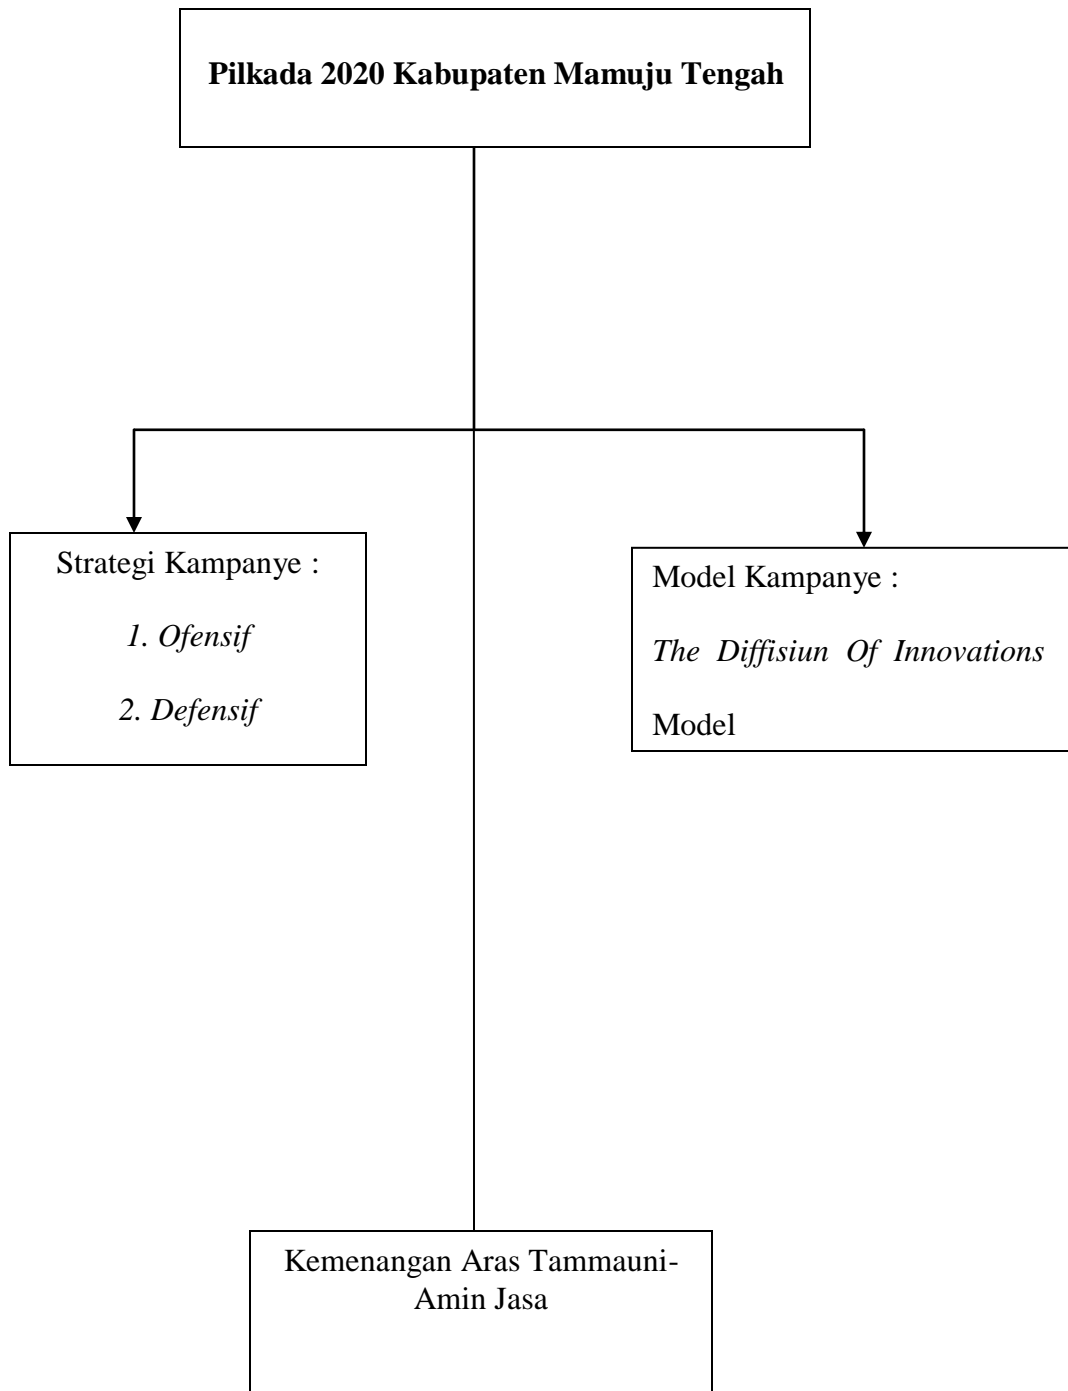 Pilkada 2020 Kabupaten Mamuju Tengah
Strategi Kampanye :
1. Ofensif
2. Defensif
Model Kampanye :
The Diffisiun Of Innovations
Model
Kemenangan Aras Tammauni-
Amin Jasa